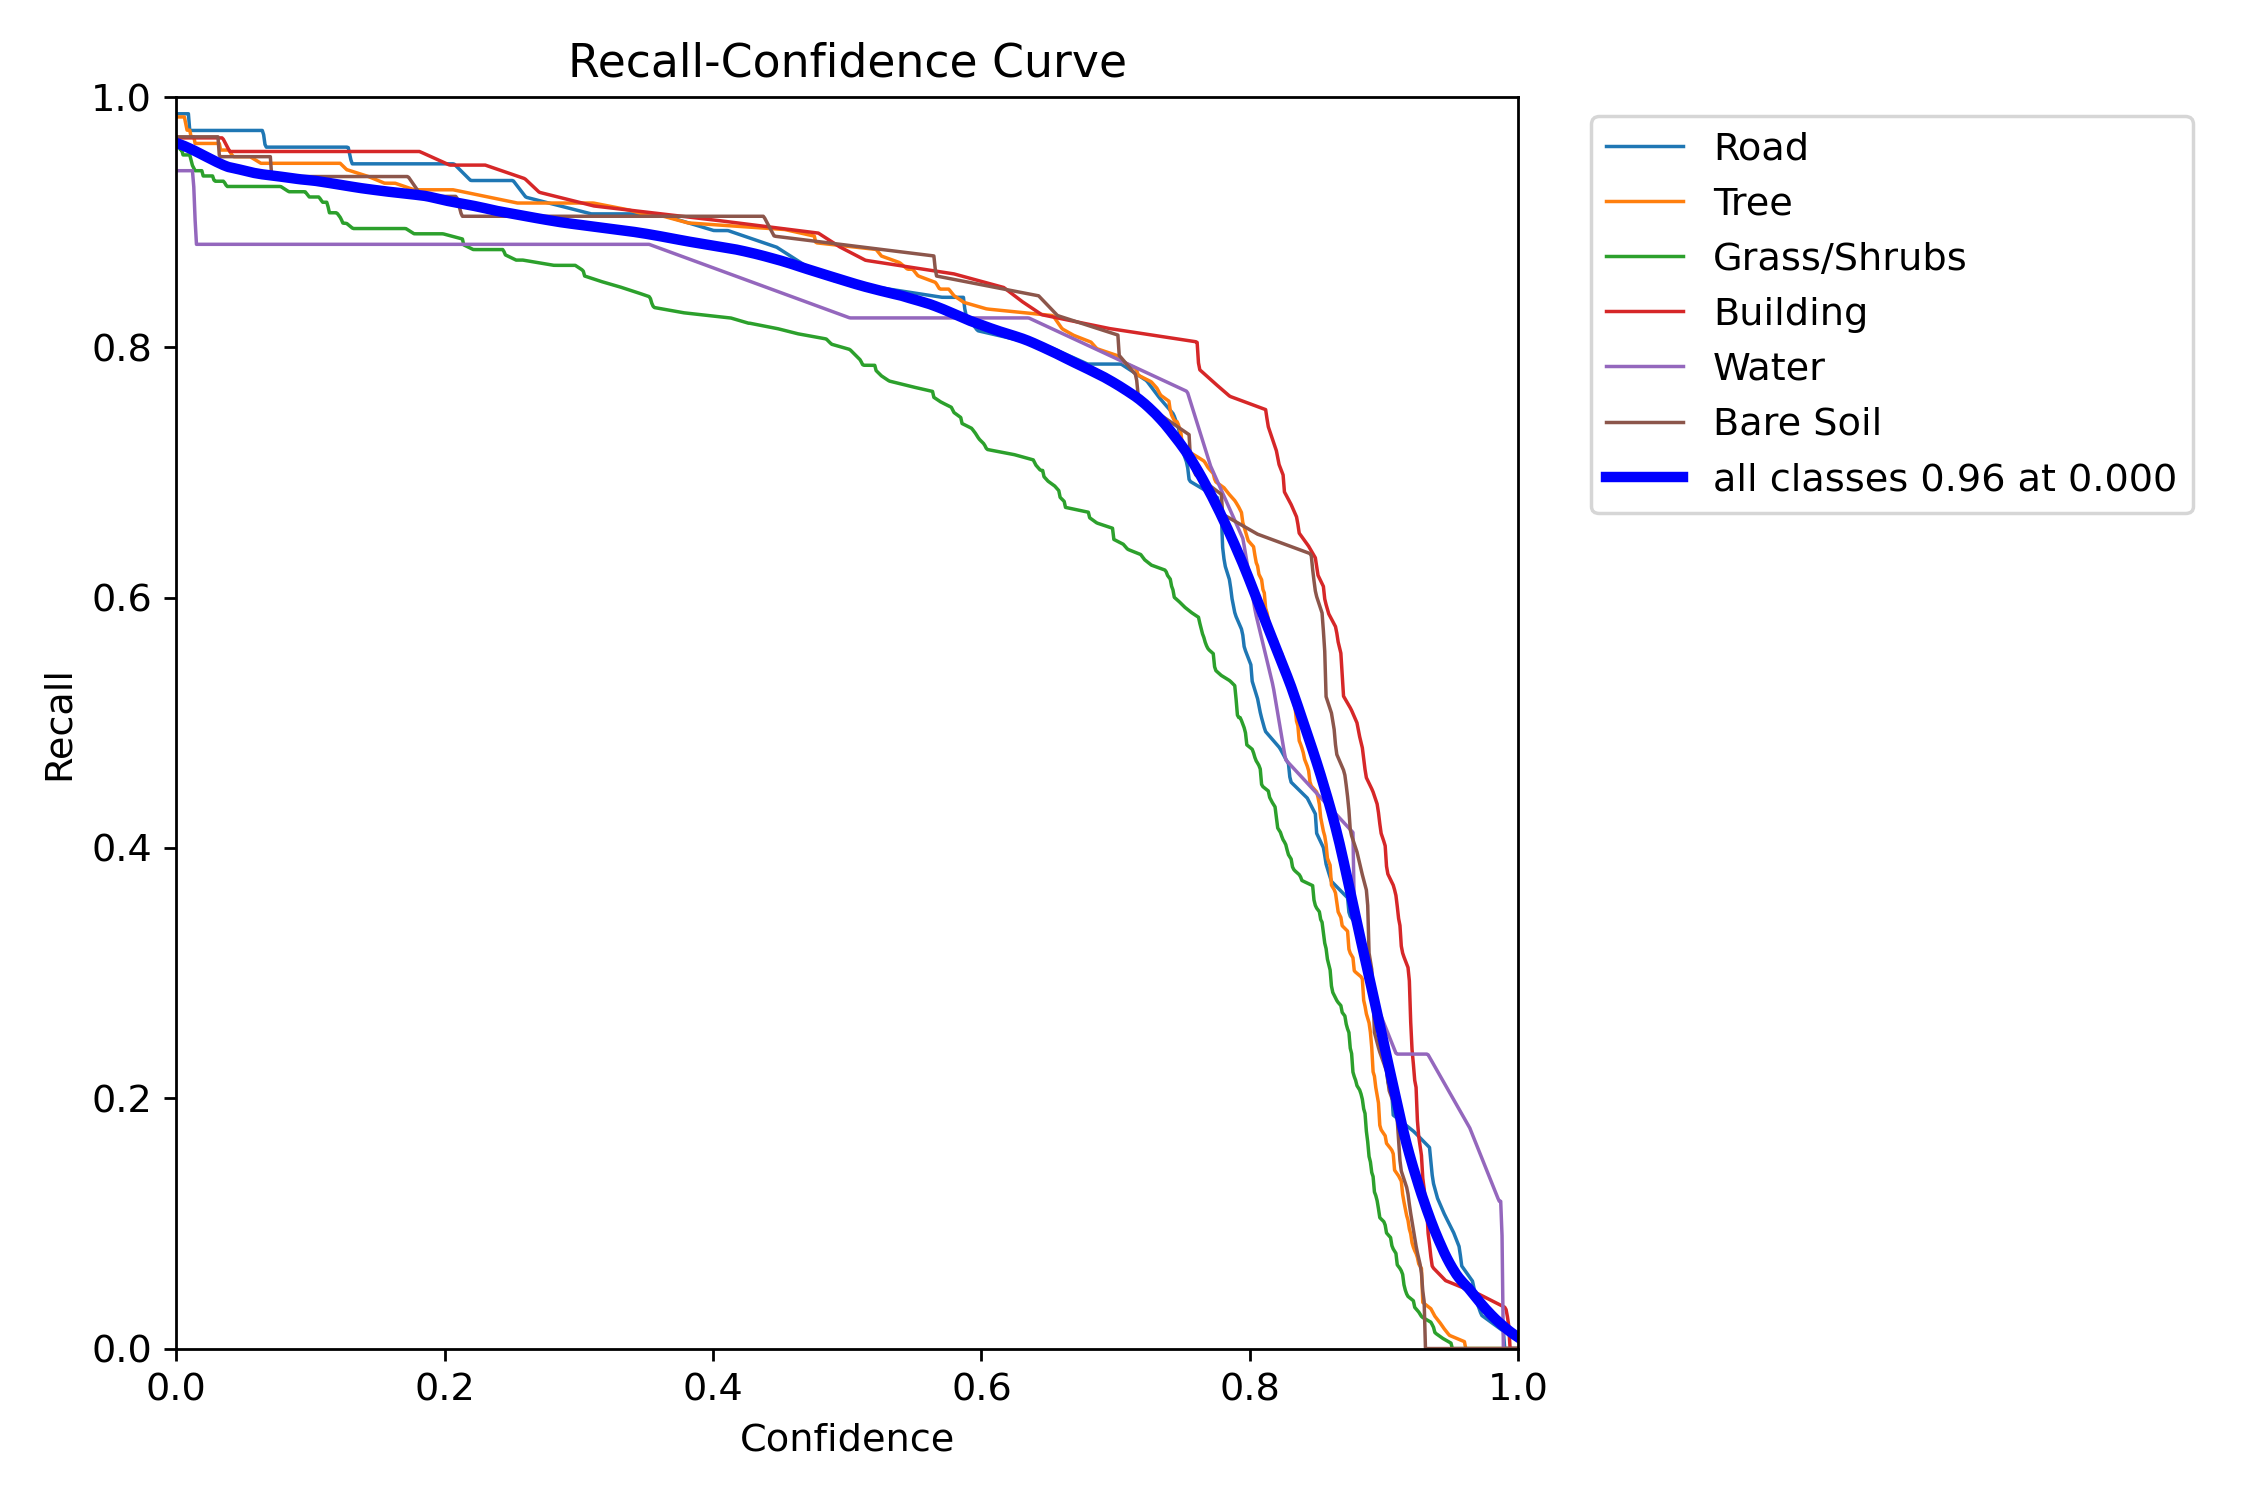 Recall-Confidence Curve
1.0
0.8
0.6
0.4
0.2
0.0
Recall
0.0 0.2 0.4 0.6 0.8 1.0
Confidence
Road
Tree
Grass/Shrubs
Building
Water
Bare Soil
all classes 0.96 at 0.000